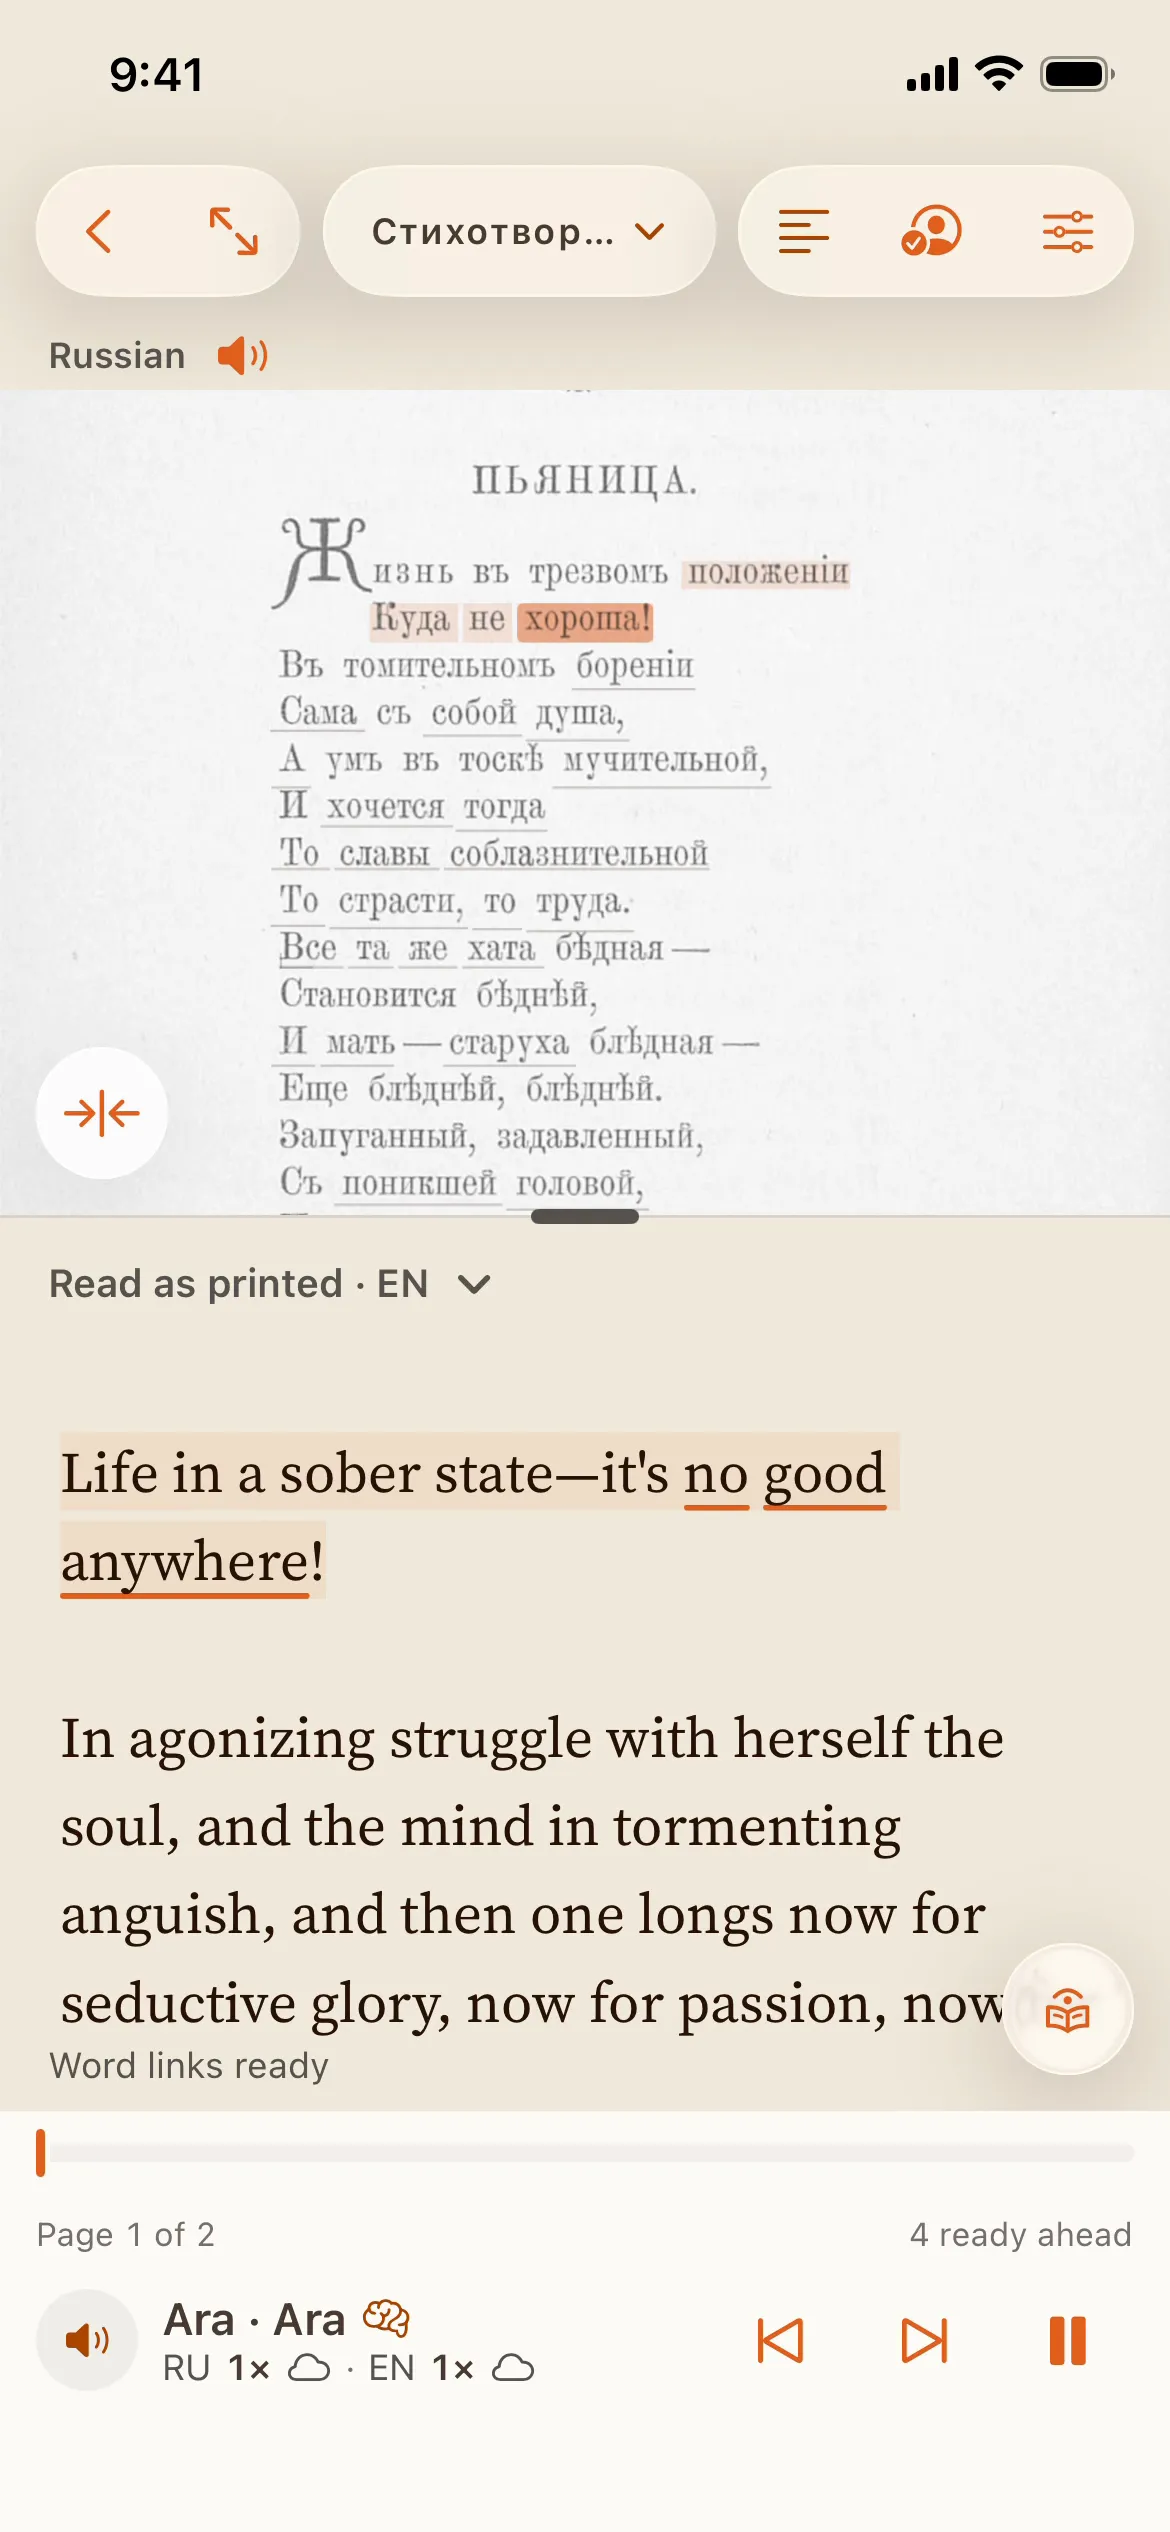 9:41
Стихотвор...
Russian
ПЬЯНИЦА.
Жизнь въ трезвомъ положеніи
Куда не хороша!
Въ томительномъ бореніи
Сама съ собой душа,
А умъ въ тоскѣ мучительной,
И хочется тогда
То славы соблазнительной
То страсти, то труда.
Все та же хата бѣдная —
Становится бѣднѣй,
И мать — старуха блѣдная —
Еще блѣднѣй, блѣднѣй.
Запуганный, задавленный,
Съ поникшей головой,
Read as printed · EN
Life in a sober state—it's no good
anywhere!
In agonizing struggle with herself the
soul, and the mind in tormenting
anguish, and then one longs now for
seductive glory, now for passion, now
Word links ready
Page 1 of 2
4 ready ahead
Ara · Ara
RU 1× · EN 1×